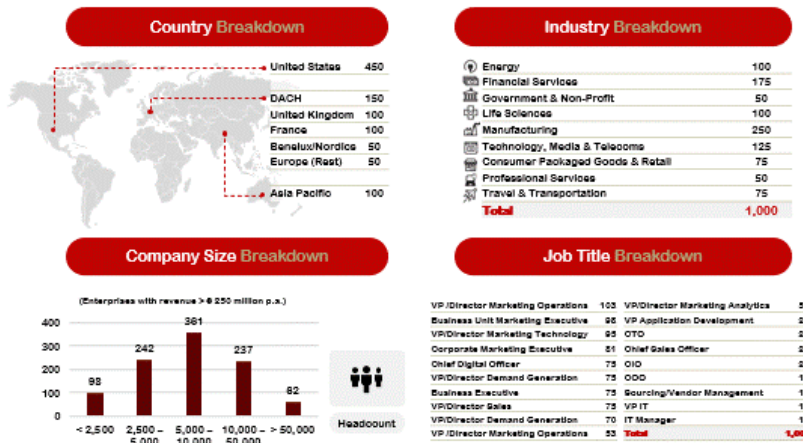 Country Breakdown
United States 450
DACH 150
United Kingdom 100
France 100
Benelux/Nordics 50
Europe (Rest) 50
Asia Pacific 100
Industry Breakdown
Energy 100
Financial Services 175
Government & Non-Profit 50
Life Sciences 100
Manufacturing 250
Technology, Media & Telecoms 125
Consumer Packaged Goods & Retail 75
Professional Services 50
Travel & Transportation 75
Total 1,000
Company Size Breakdown
(Enterprises with revenue > € 250 million p.a.)
400
300
200
100
0
98
242
361
237
62
< 2,500
2,500 –
5,000 –
10,000 –
> 50,000
5,000
10,000
50,000
Headcount
Job Title Breakdown
VP /Director Marketing Operations 103
Business Unit Marketing Executive 98
VP/Director Marketing Technology 95
Corporate Marketing Executive 81
Chief Digital Officer 75
VP/Director Demand Generation 75
Business Executive 75
VP/Director Sales 75
VP/Director Demand Generation 70
VP /Director Marketing Operations 53
VP/Director Marketing Analytics
VP Application Development
CTO
Chief Sales Officer
CIO
COO
Sourcing/Vendor Management
VP IT
IT Manager
Total